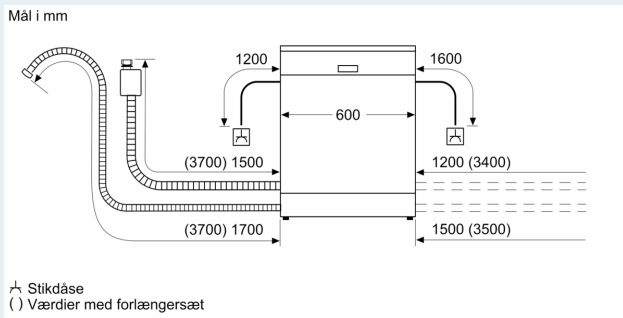 Mål i mm
1200 1600
600
(3700) 1500 1200 (3400)
(3700) 1700 1500 (3500)
Stikdåse
( ) Værdier med forlængersæt